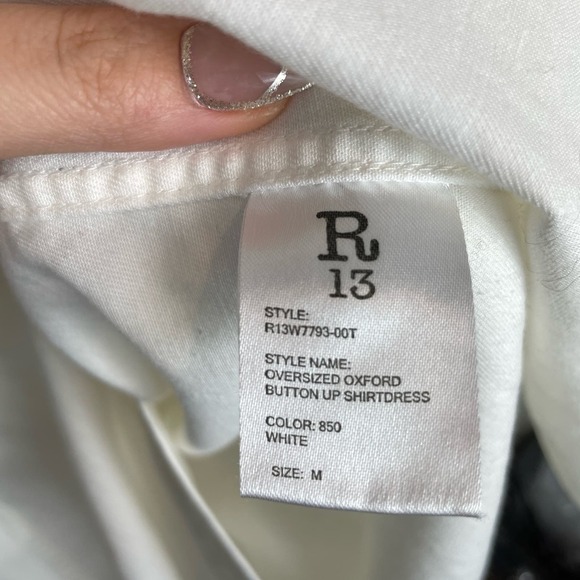 R
13
STYLE:
R13W7793-00T
STYLE NAME:
OVERSIZED OXFORD
BUTTON UP SHIRTDRESS
COLOR: 850
WHITE
SIZE: M